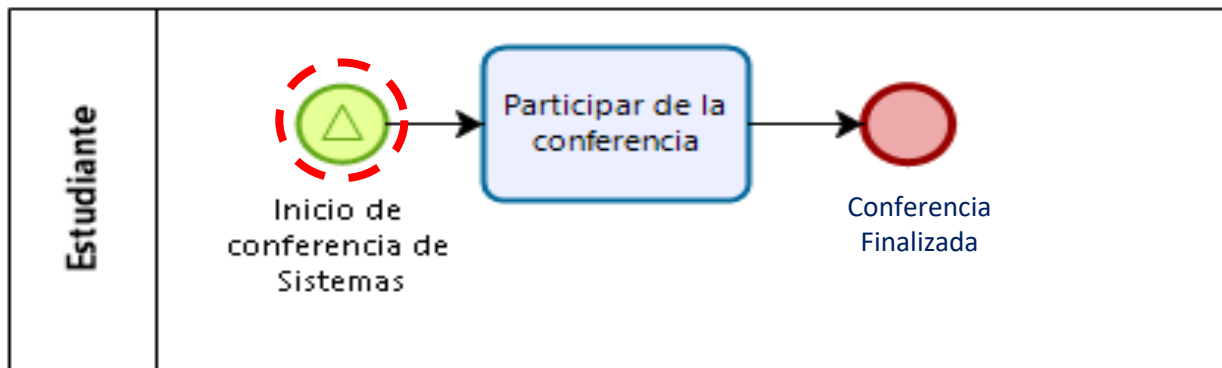 Estudiante
Inicio de
conferencia de
Sistemas
Participar de la
conferencia
Conferencia
Finalizada